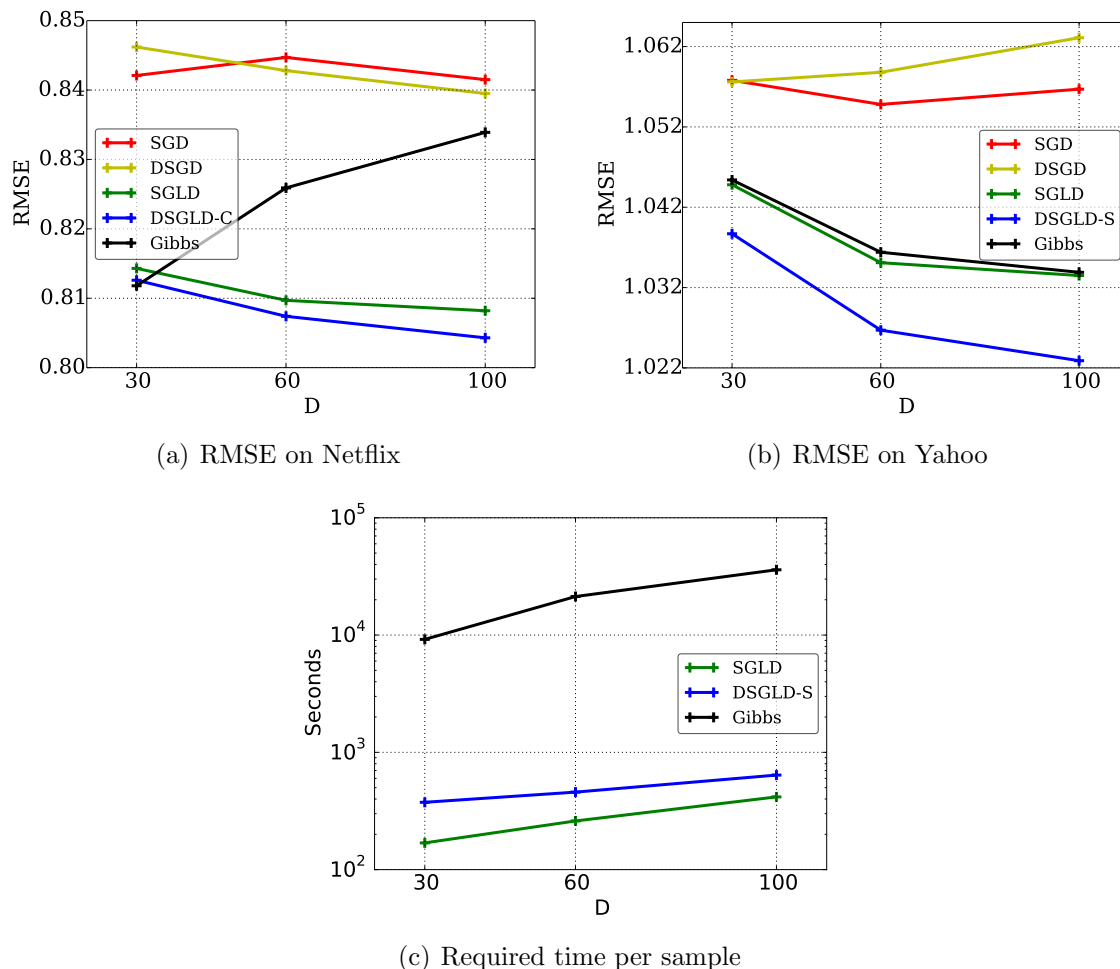 0.85
0.84
0.83
0.82
0.81
0.80
RMSE
SGD
DSGD
SGLD
DSGLD-C
Gibbs
30
60
100
D
(a) RMSE on Netflix
1.062
1.052
1.042
1.032
1.022
RMSE
SGD
DSGD
SGLD
DSGLD-S
Gibbs
30
60
100
D
(b) RMSE on Yahoo
10^5
10^4
10^3
10^2
Seconds
SGLD
DSGLD-S
Gibbs
30
60
100
D
(c) Required time per sample